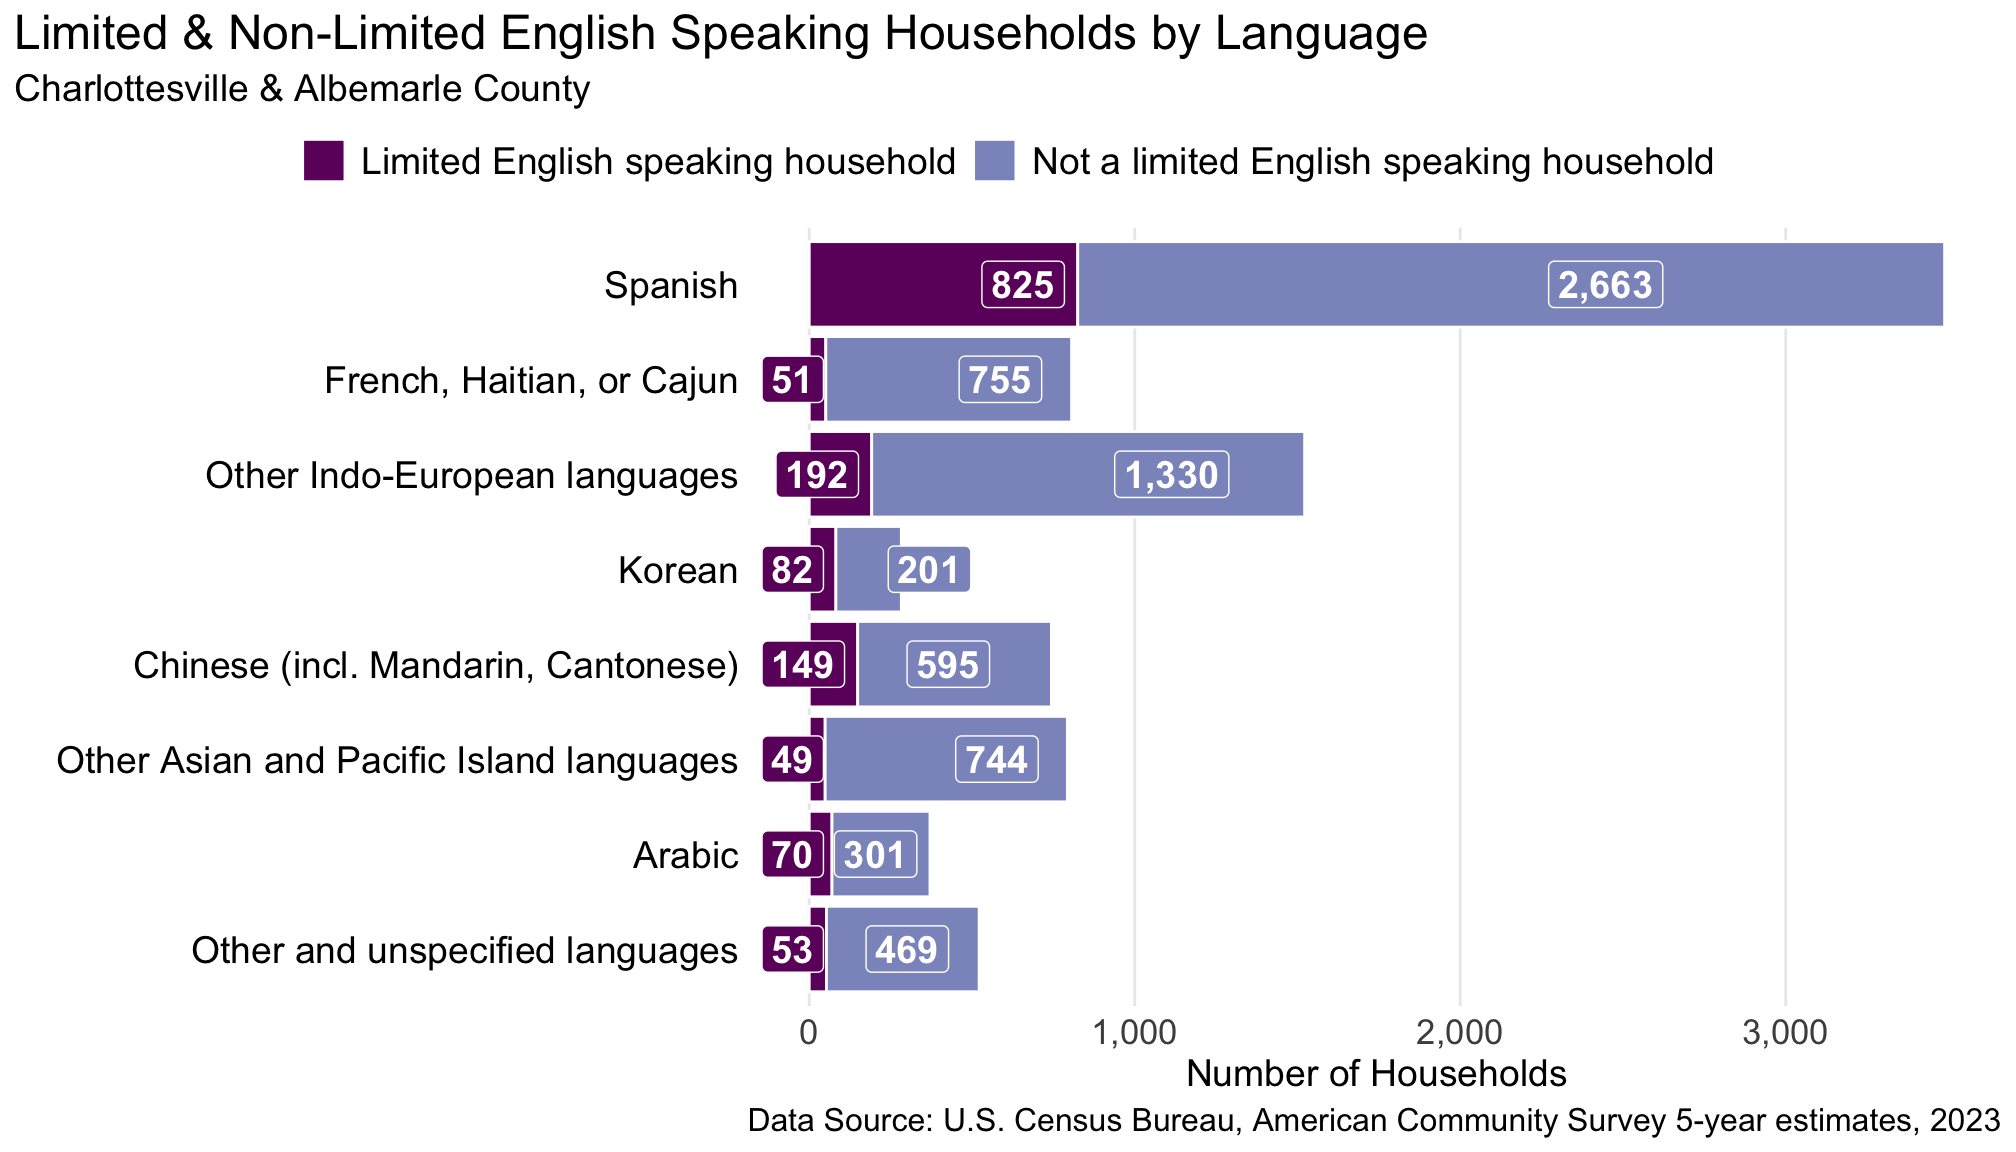 Limited & Non-Limited English Speaking Households by Language
Charlottesville & Albemarle County
Limited English speaking household Not a limited English speaking household
Spanish 825 2,663
French, Haitian, or Cajun 51 755
Other Indo-European languages 192 1,330
Korean 82 201
Chinese (incl. Mandarin, Cantonese) 149 595
Other Asian and Pacific Island languages 49 744
Arabic 70 301
Other and unspecified languages 53 469
0 1,000 2,000 3,000
Number of Households
Data Source: U.S. Census Bureau, American Community Survey 5-year estimates, 2023